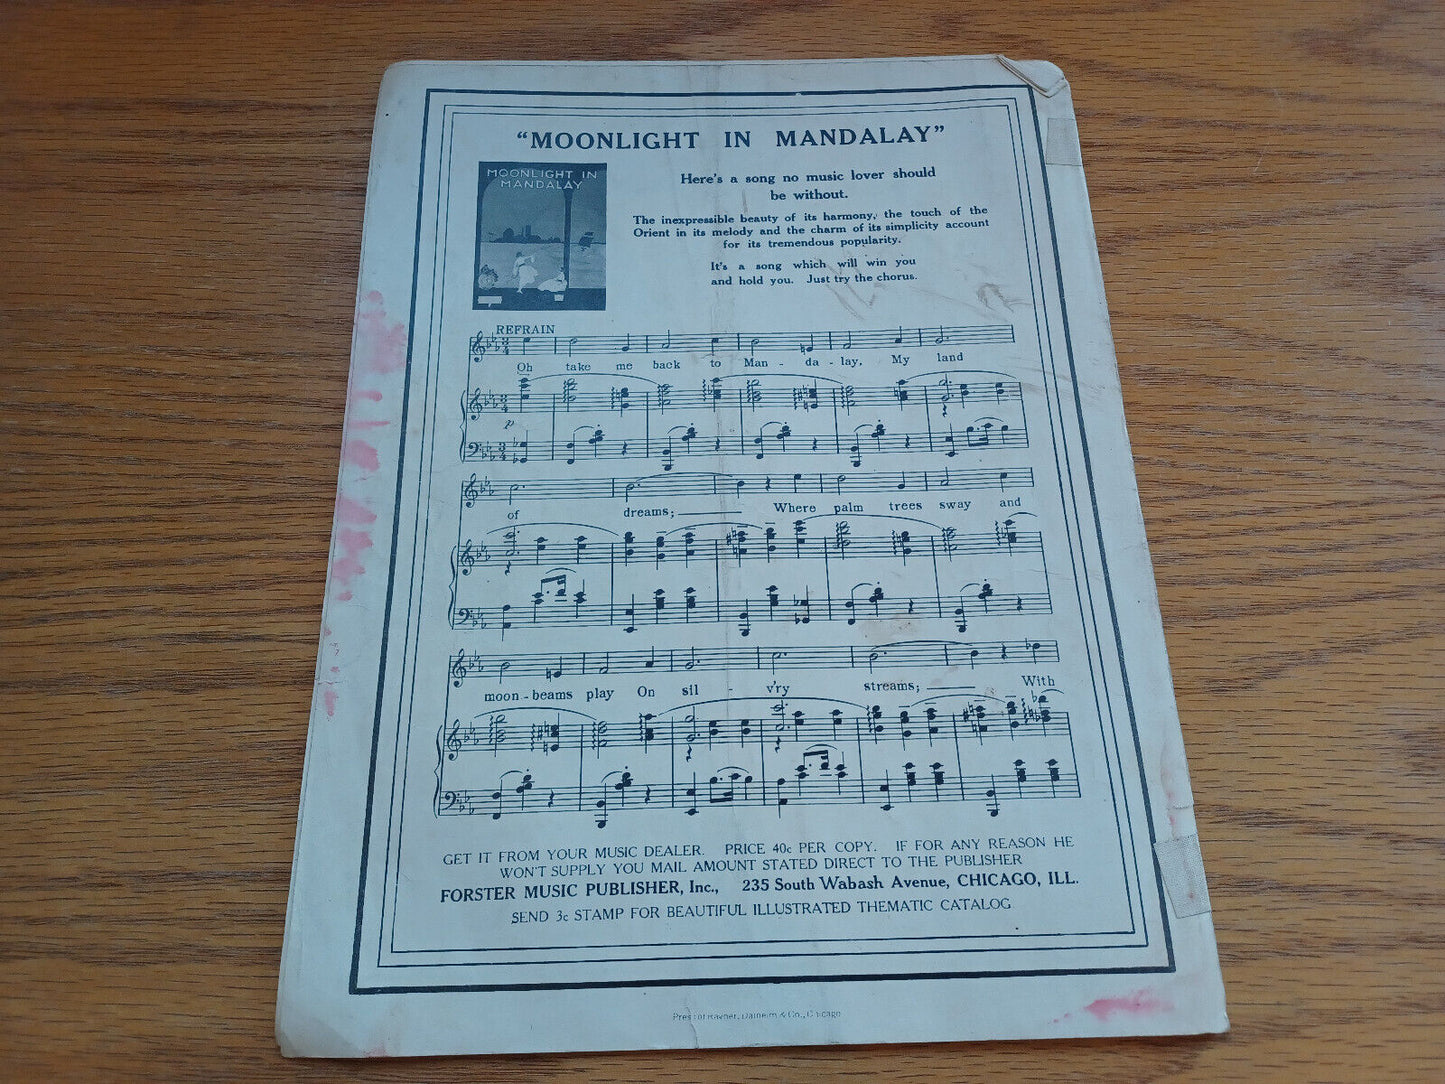 “MOONLIGHT IN MANDALAY”
MOONLIGHT IN
MANDALAY
Here's a song no music lover should
be without.
The inexpressible beauty of its harmony, the touch of the
Orient in its melody and the charm of its simplicity account
for its tremendous popularity.
It's a song which will win you
and hold you. Just try the chorus.
REFRAIN
Oh take me back to Man - da - lay, My land
p
of dreams; Where palm trees sway and
moon - beams play On sil - v'ry streams; With
GET IT FROM YOUR MUSIC DEALER. PRICE 40c PER COPY. IF FOR ANY REASON HE
WON'T SUPPLY YOU MAIL AMOUNT STATED DIRECT TO THE PUBLISHER
FORSTER MUSIC PUBLISHER, Inc., 235 South Wabash Avenue, CHICAGO, ILL.
SEND 3c STAMP FOR BEAUTIFUL ILLUSTRATED THEMATIC CATALOG
Press of Rayner, Dalheim & Co., Chicago